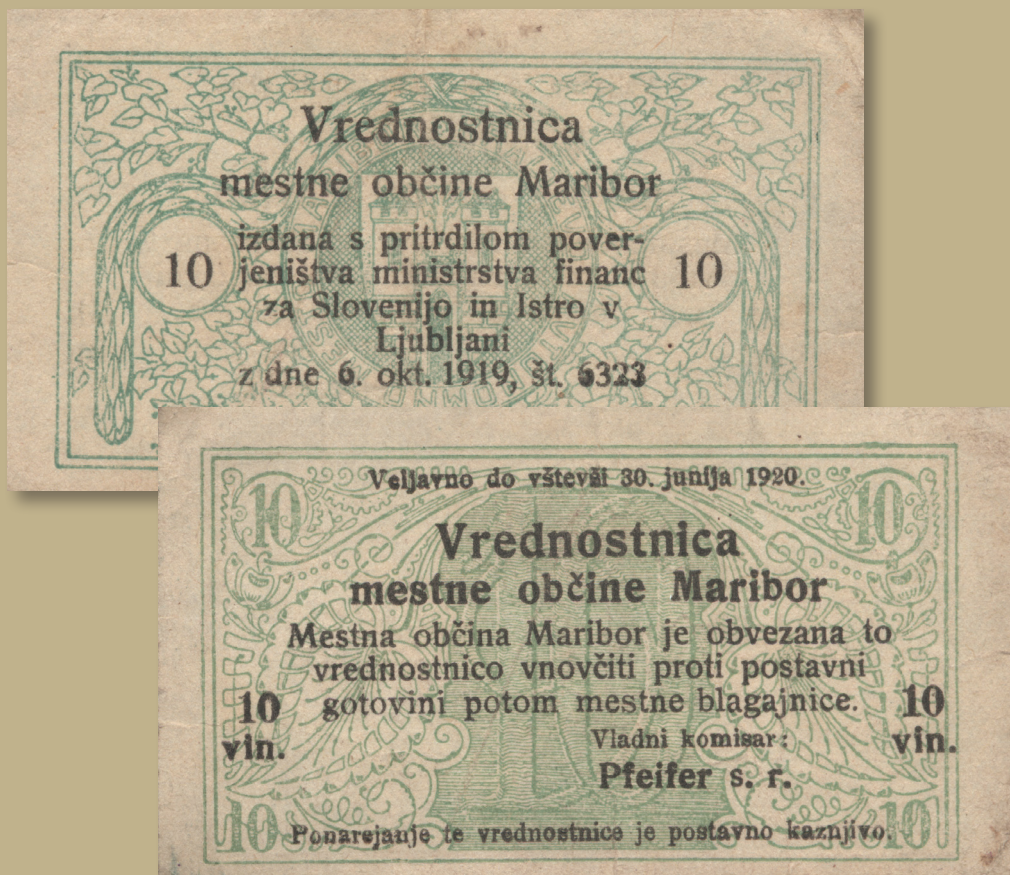 Vrednostnica
mestne občine Maribor
izdana s pritrdilom pover-
10 jeništva ministrstva financ 10
za Slovenijo in Istro v
Ljubljani
z dne 6. okt. 1919, št. 6323
10 Veljavno do vštevši 30. junija 1920. 10
Vrednostnica
mestne občine Maribor
Mestna občina Maribor je obvezana to
vrednostnico vnovčiti proti postavni
10 gotovini potom mestne blagajnice. 10
vin. Vladni komisar: vin.
Pfeifer s. r.
10 Ponarejanje te vrednostnice je postavno kaznjivo. 10